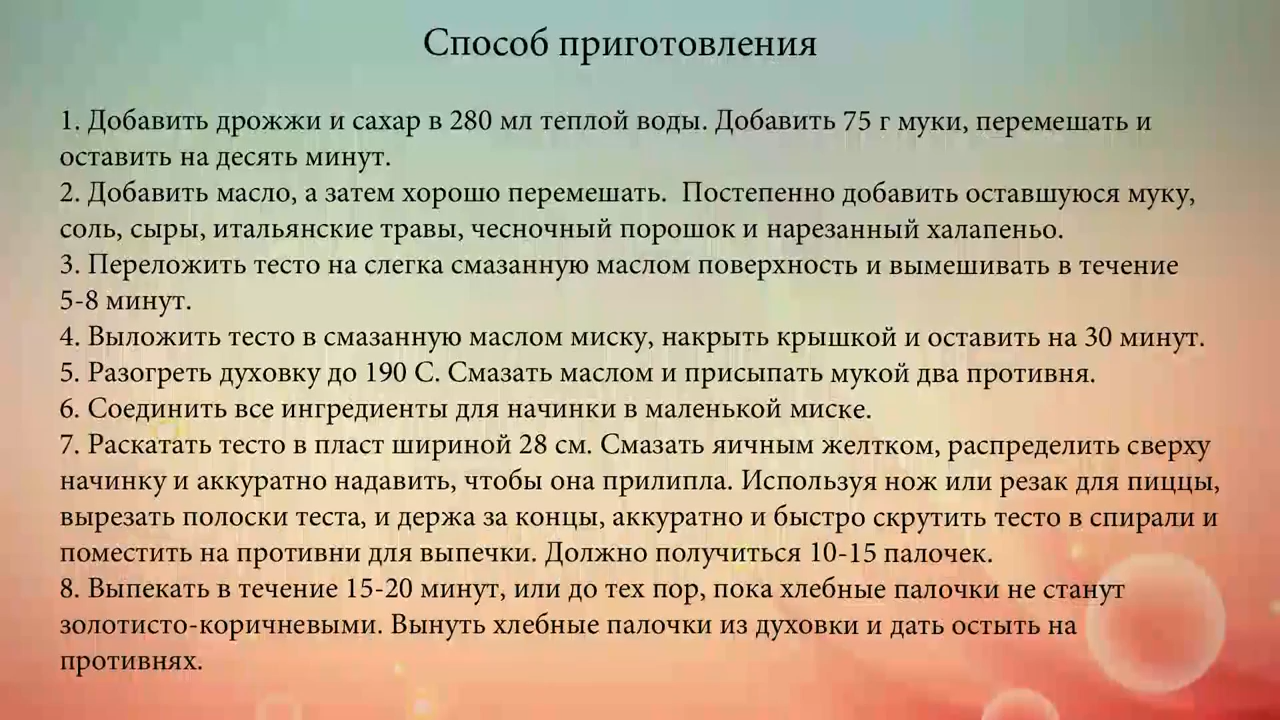 Способ приготовления
1. Добавить дрожжи и сахар в 280 мл теплой воды. Добавить 75 г муки, перемешать и
оставить на десять минут.
2. Добавить масло, а затем хорошо перемешать.  Постепенно добавить оставшуюся муку,
соль, сыры, итальянские травы, чесночный порошок и нарезанный халапеньо.
3. Переложить тесто на слегка смазанную маслом поверхность и вымешивать в течение
5-8 минут.
4. Выложить тесто в смазанную маслом миску, накрыть крышкой и оставить на 30 минут.
5. Разогреть духовку до 190 С. Смазать маслом и присыпать мукой два противня.
6. Соединить все ингредиенты для начинки в маленькой миске.
7. Раскатать тесто в пласт шириной 28 см. Смазать яичным желтком, распределить сверху
начинку и аккуратно надавить, чтобы она прилипла. Используя нож или резак для пиццы,
вырезать полоски теста, и держа за концы, аккуратно и быстро скрутить тесто в спирали и
поместить на противни для выпечки. Должно получиться 10-15 палочек.
8. Выпекать в течение 15-20 минут, или до тех пор, пока хлебные палочки не станут
золотисто-коричневыми. Вынуть хлебные палочки из духовки и дать остыть на
противнях.